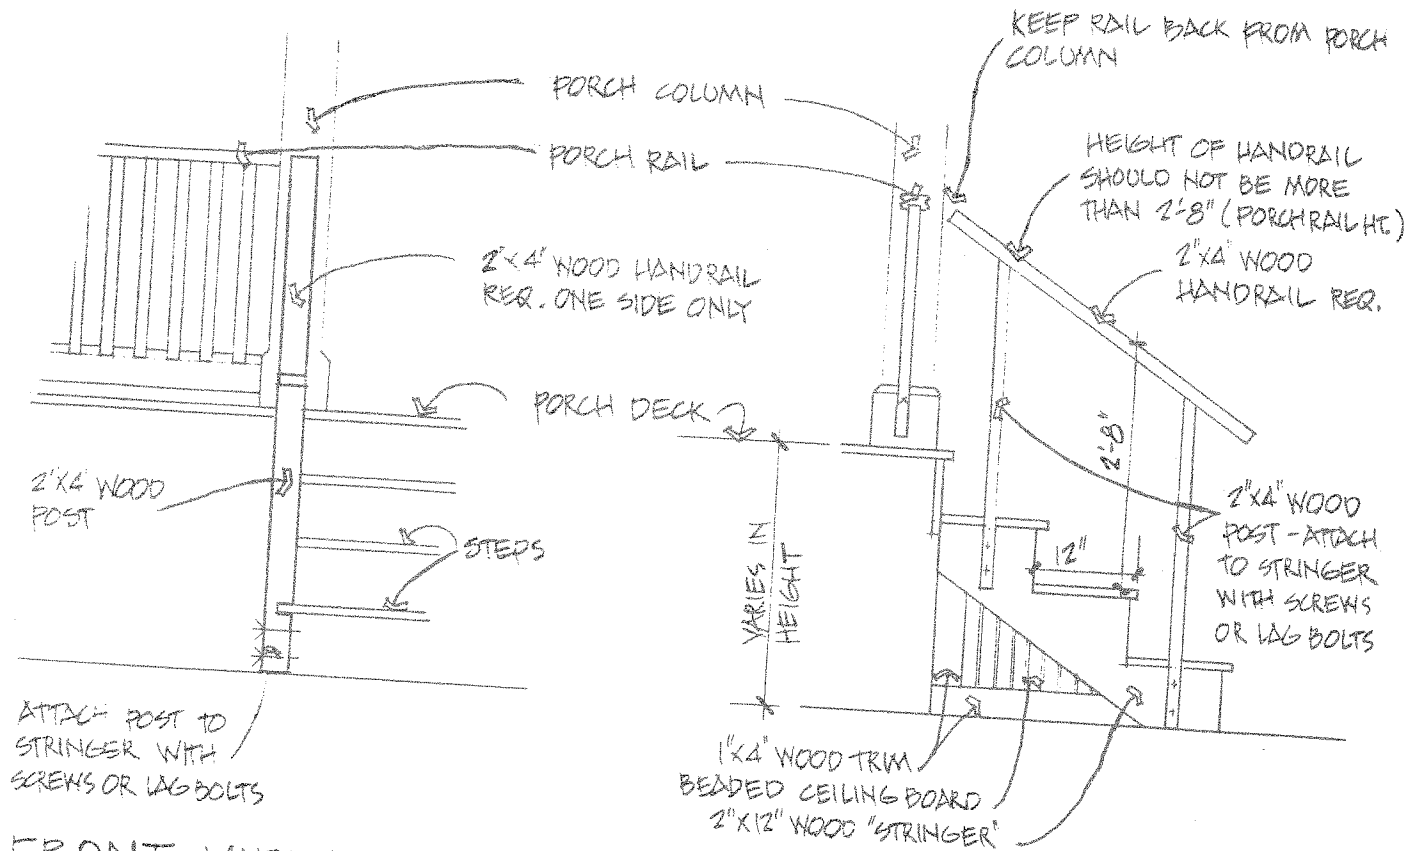 KEEP RAIL BACK FROM PORCH
COLUMN
PORCH COLUMN
PORCH RAIL
HEIGHT OF HANDRAIL
SHOULD NOT BE MORE
THAN 2'-8" (PORCH RAIL HT.)
2"X4" WOOD
HANDRAIL REQ.
2"X4" WOOD HANDRAIL
REQ. ONE SIDE ONLY
PORCH DECK
2'-8"
2"X4" WOOD
POST
STEPS
VARIES IN
HEIGHT
12"
2"X4" WOOD
POST - ATTACH
TO STRINGER
WITH SCREWS
OR LAG BOLTS
ATTACH POST TO
STRINGER WITH
SCREWS OR LAG BOLTS
1"X4" WOOD TRIM
BEADED CEILING BOARD
2"X12" WOOD "STRINGER"
FRONT